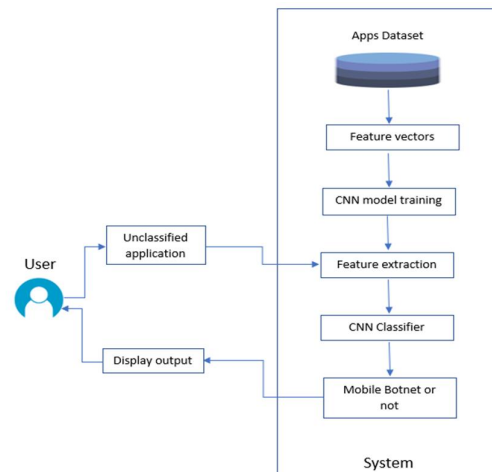 Apps Dataset
Feature vectors
CNN model training
Unclassified
application
Feature extraction
User
CNN Classifier
Display output
Mobile Botnet or
not
System